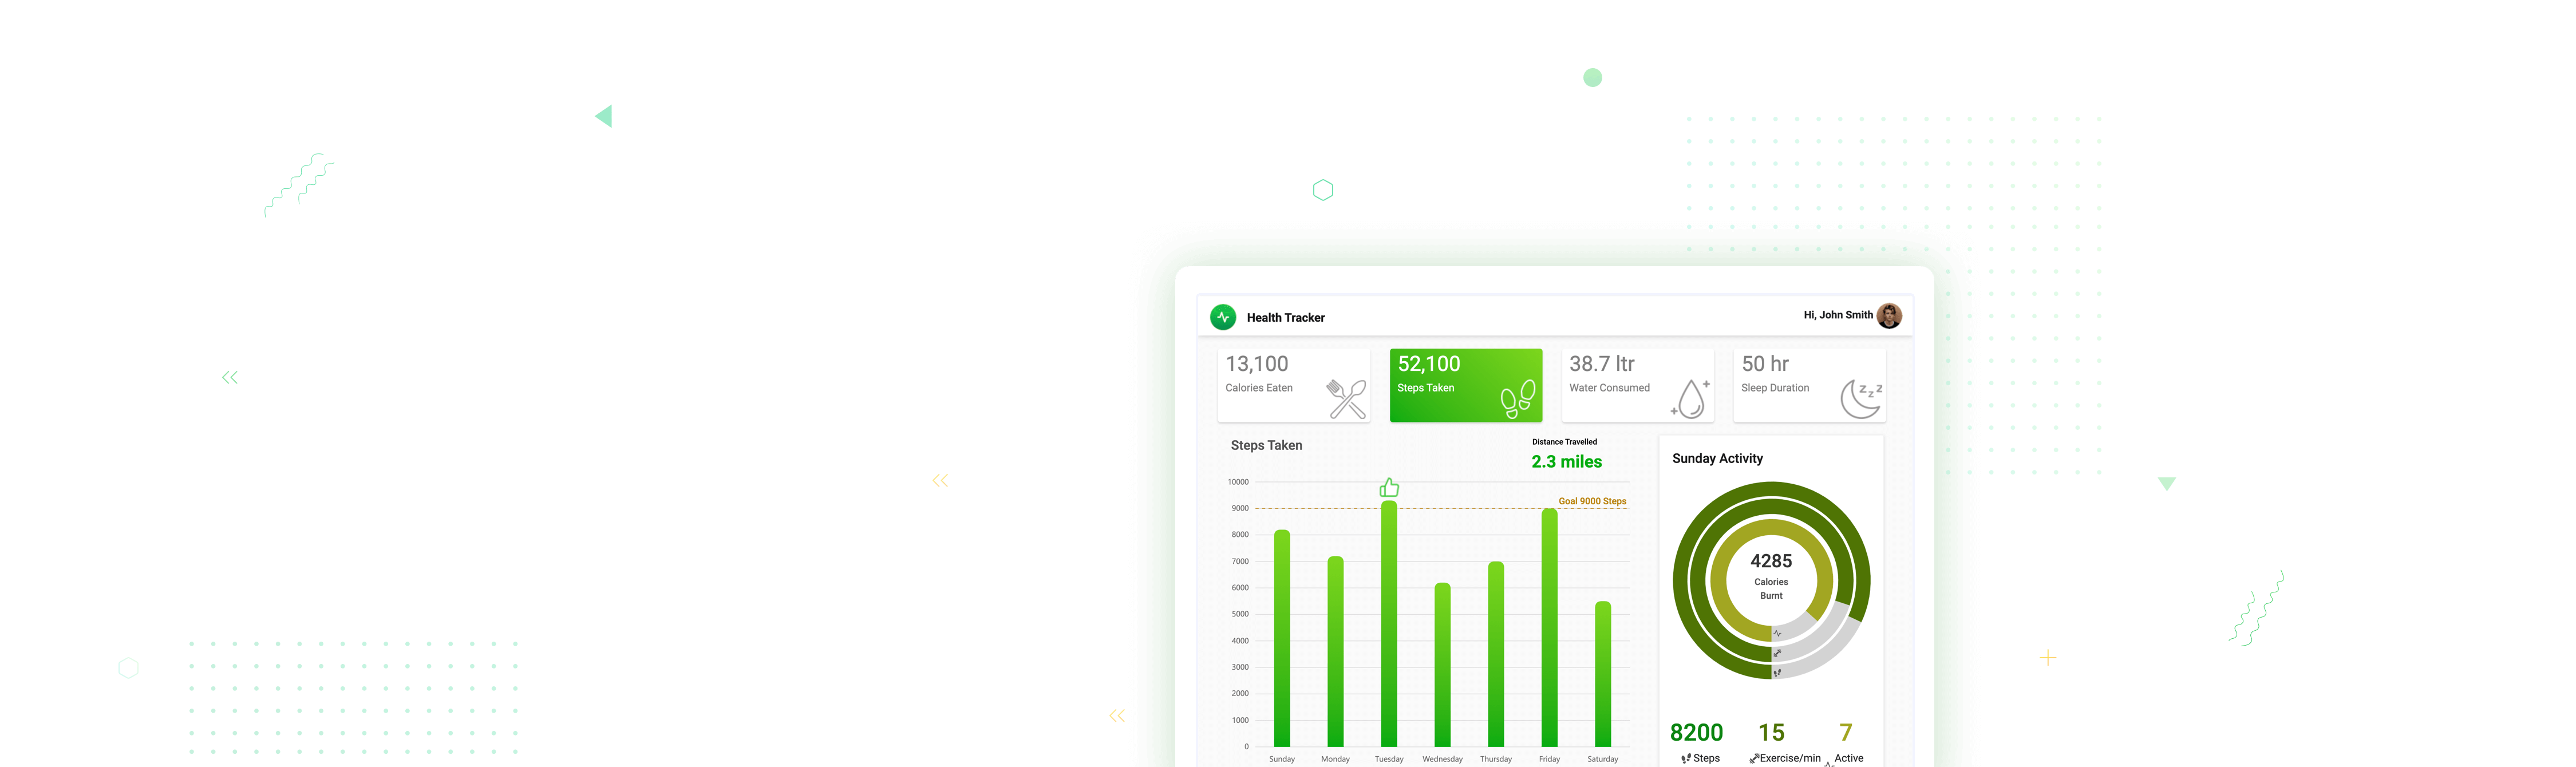 Health Tracker
Hi, John Smith
13,100
Calories Eaten
52,100
Steps Taken
38.7 ltr
Water Consumed
50 hr
Sleep Duration
zzz
Steps Taken
Distance Travelled
2.3 miles
Goal 9000 Steps
10000
9000
8000
7000
6000
5000
4000
3000
2000
1000
0
Sunday Monday Tuesday Wednesday Thursday Friday Saturday
Sunday Activity
4285
Calories
Burnt
8200 15 7
Steps Exercise/min Active